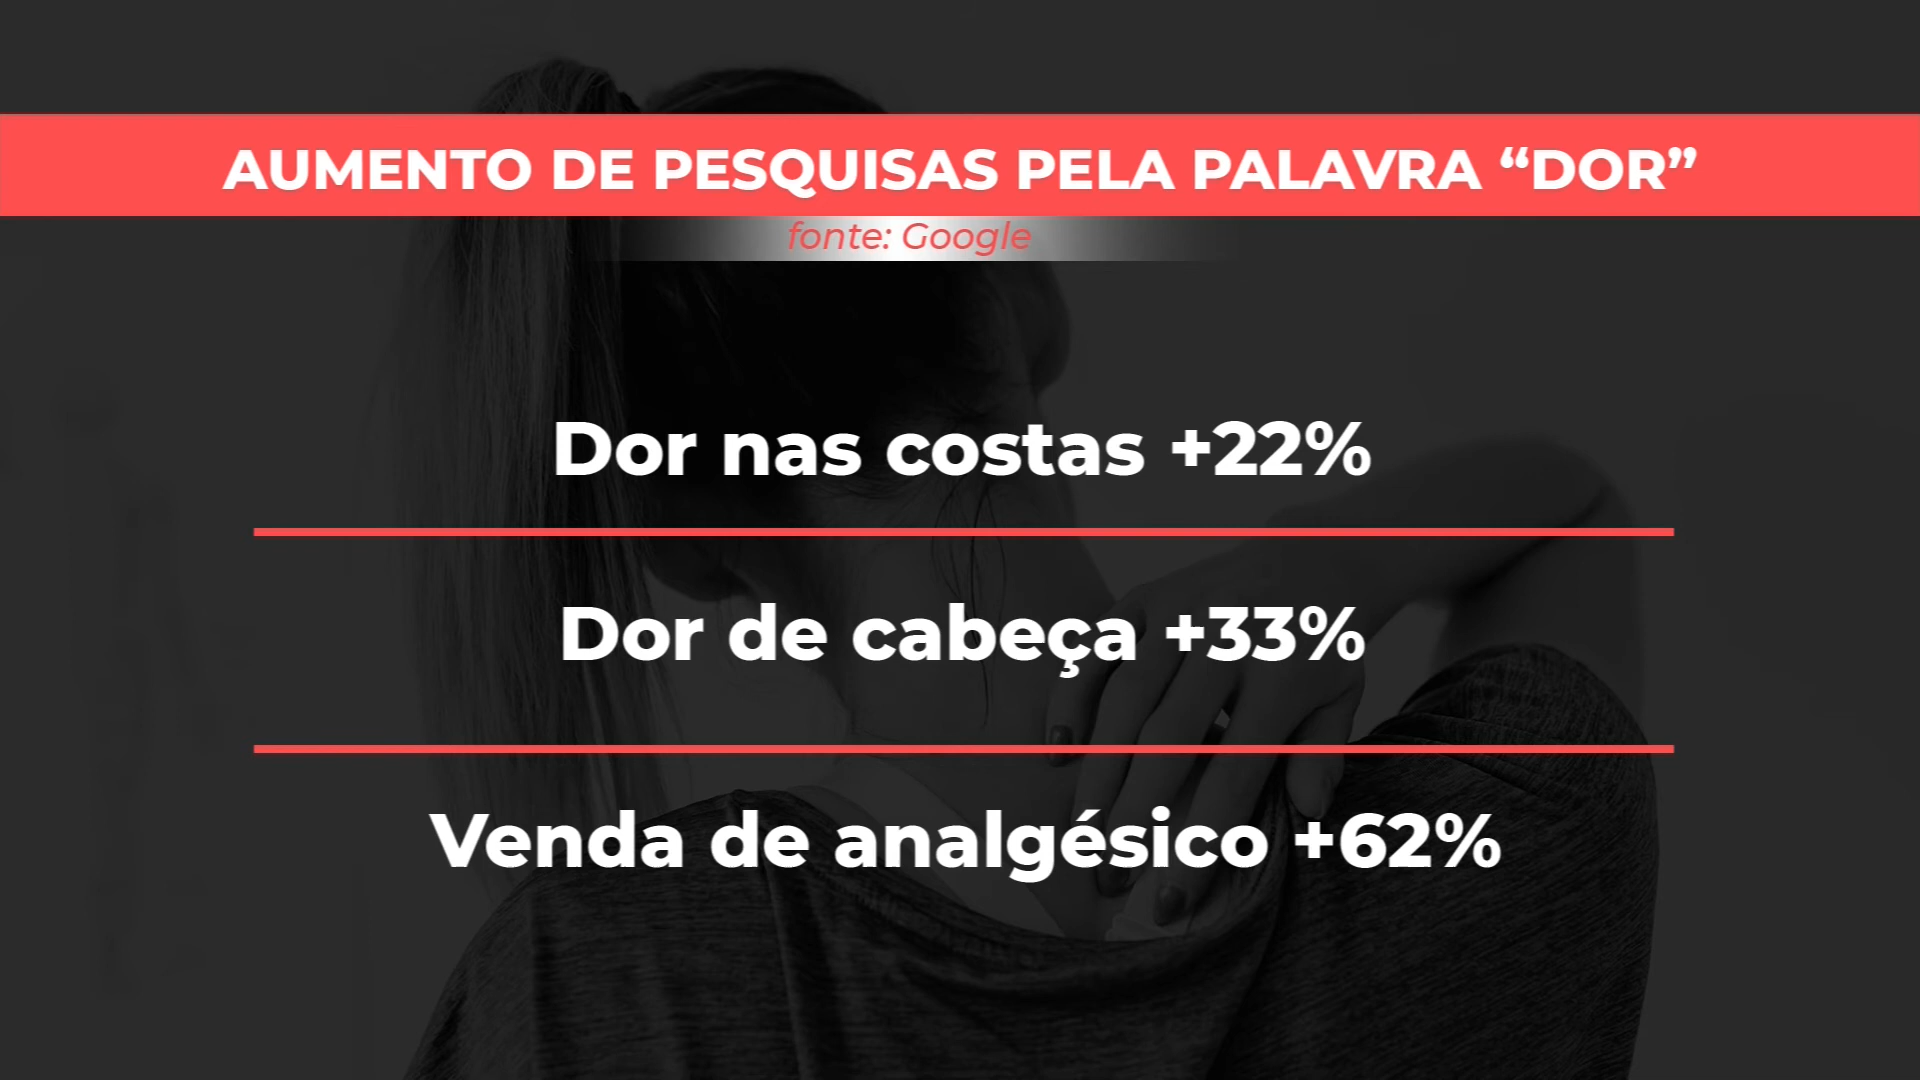 AUMENTO DE PESQUISAS PELA PALAVRA “DOR”
fonte: Google
Dor nas costas +22%
Dor de cabeça +33%
Venda de analgésico +62%